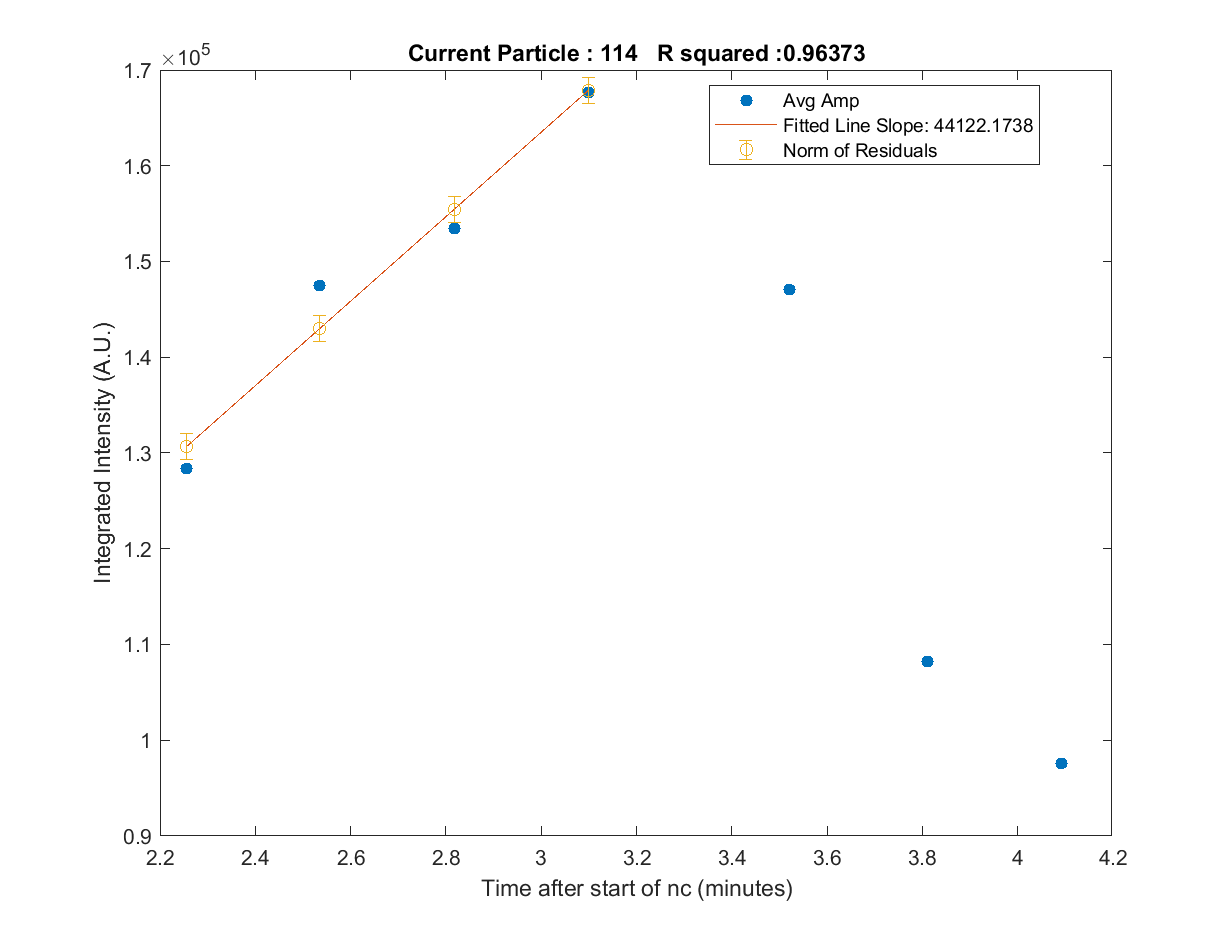 Current Particle : 114   R squared :0.96373
×10^5
1.7
1.6
1.5
1.4
1.3
1.2
1.1
1
0.9
Integrated Intensity (A.U.)
Avg Amp
Fitted Line Slope: 44122.1738
Norm of Residuals
2.2 2.4 2.6 2.8 3 3.2 3.4 3.6 3.8 4 4.2
Time after start of nc (minutes)